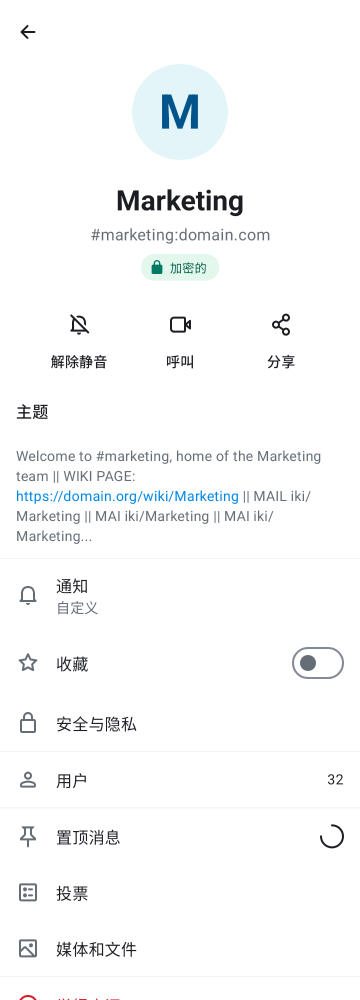 M
Marketing
#marketing:domain.com
加密的
解除静音
呼叫
分享
主题
Welcome to #marketing, home of the Marketing
team || WIKI PAGE:
https://domain.org/wiki/Marketing || MAIL iki/
Marketing || MAI iki/Marketing || MAI iki/
Marketing...
通知
自定义
收藏
安全与隐私
用户 32
置顶消息
投票
媒体和文件